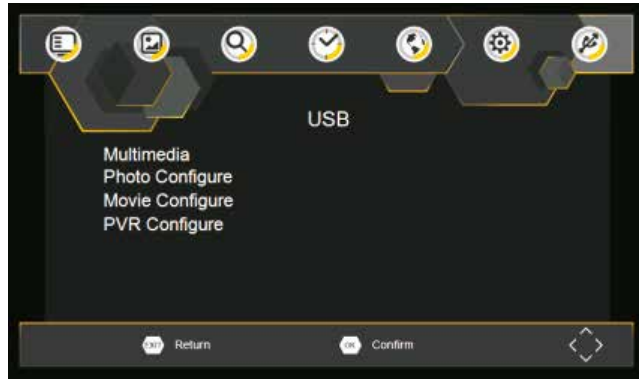 USB
Multimedia
Photo Configure
Movie Configure
PVR Configure
EXIT Return OK Confirm